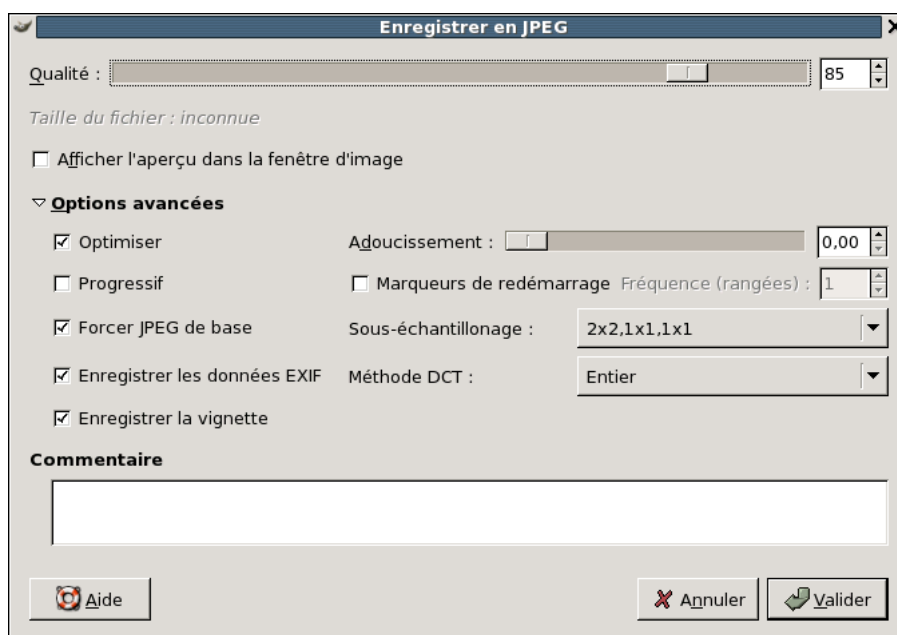 Enregistrer en JPEG
Qualité : 85
Taille du fichier : inconnue
Afficher l'aperçu dans la fenêtre d'image
Options avancées
Optimiser Adoucissement : 0,00
Progressif Marqueurs de redémarrage Fréquence (rangées) : 1
Forcer JPEG de base Sous-échantillonage : 2x2,1x1,1x1
Enregistrer les données EXIF Méthode DCT : Entier
Enregistrer la vignette
Commentaire
Aide Annuler Valider